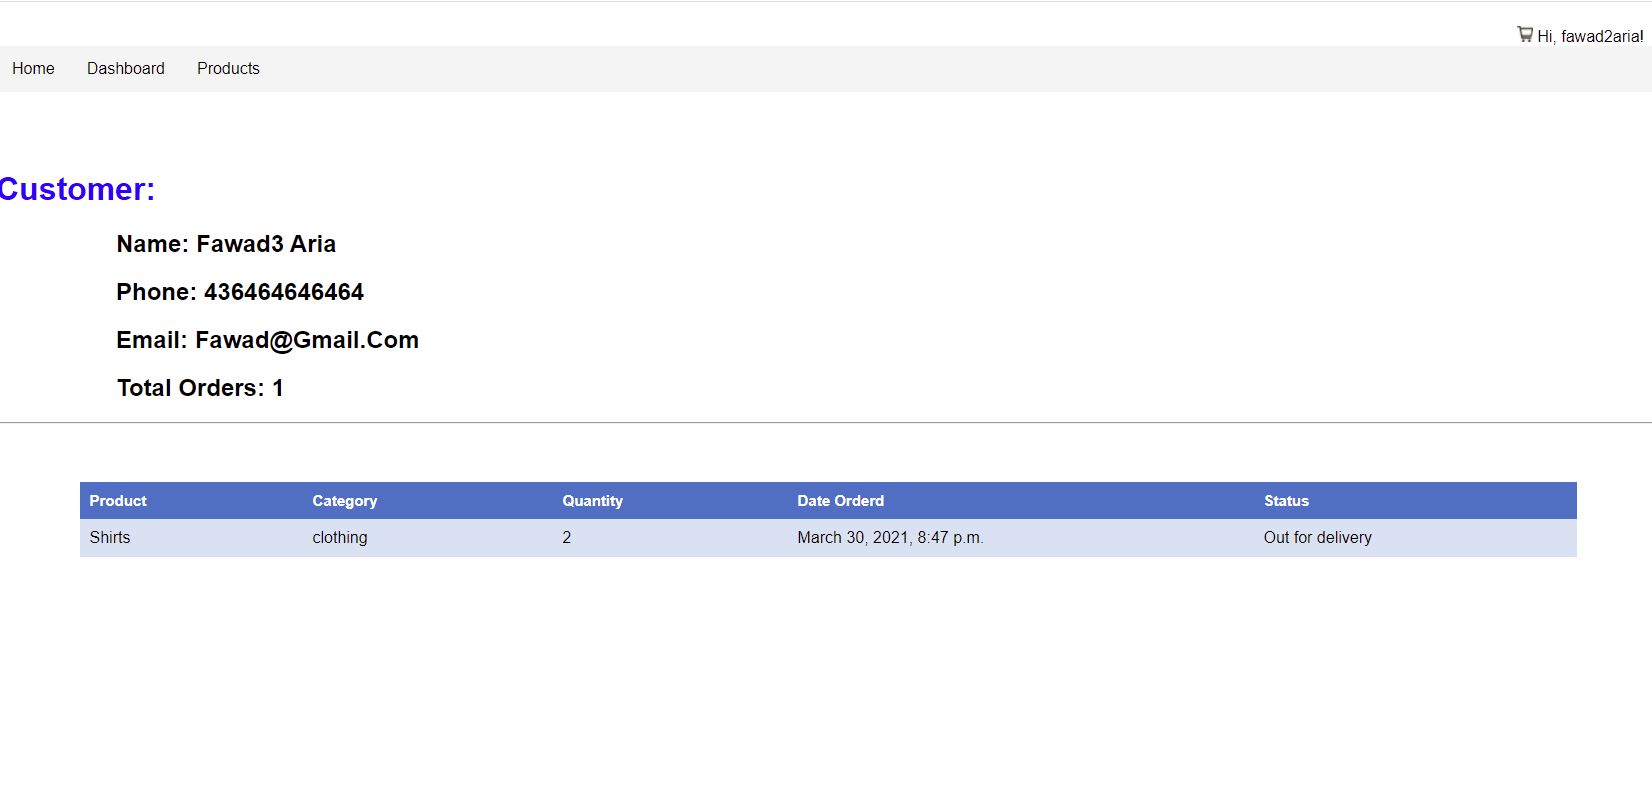 Hi, fawad2aria!
Home Dashboard Products
Customer:
Name: Fawad3 Aria
Phone: 436464646464
Email: Fawad@Gmail.Com
Total Orders: 1
Product Category Quantity Date Orderd Status
Shirts clothing 2 March 30, 2021, 8:47 p.m. Out for delivery